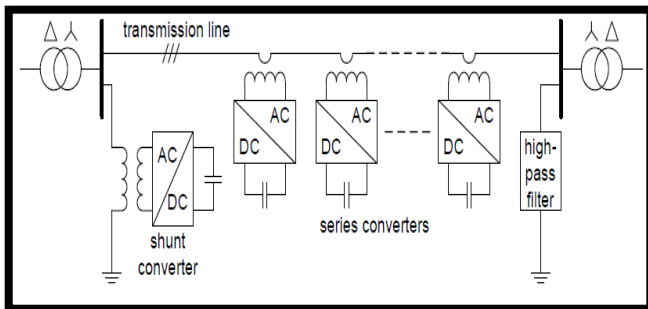 transmission line
AC
DC
AC
DC
AC
DC
AC
DC
shunt
converter
series converters
high-
pass
filter